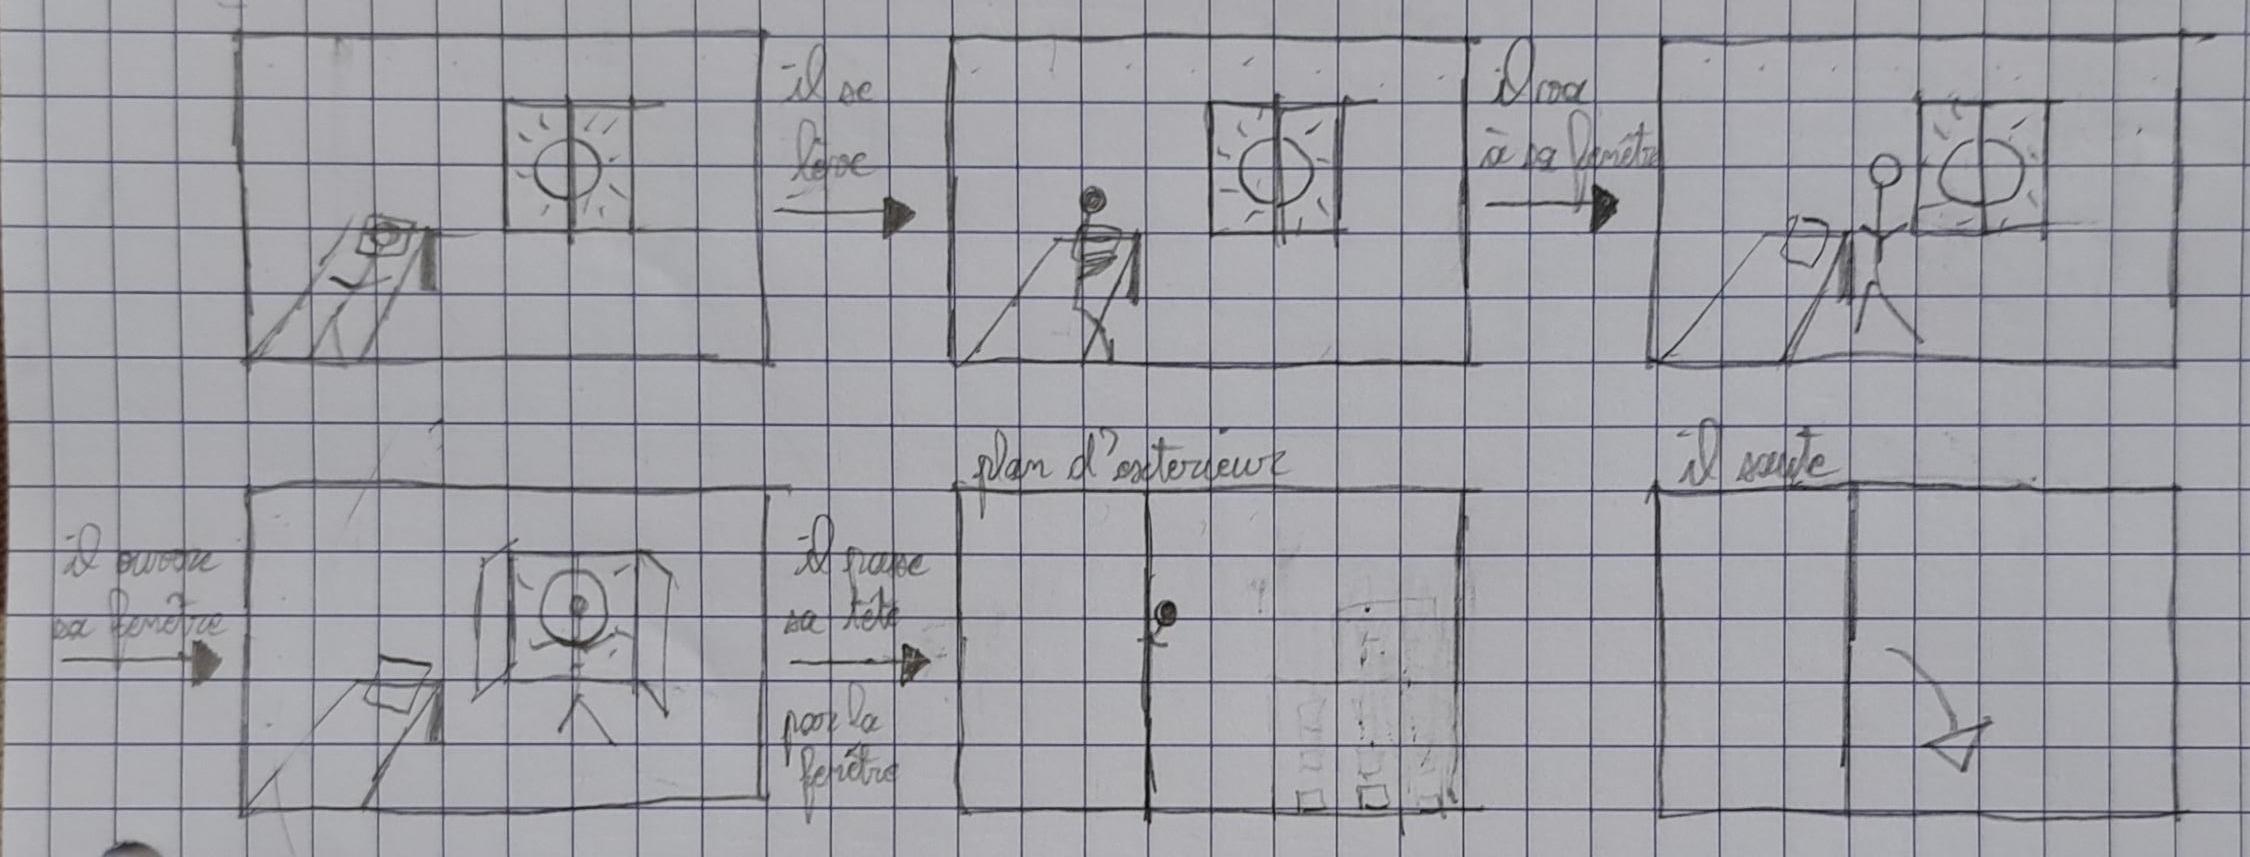 il se
lève
il va
à sa fenêtre
il ouvre
sa fenêtre
il passe
sa tête
par la
fenêtre
plan d'exterieur
il saute